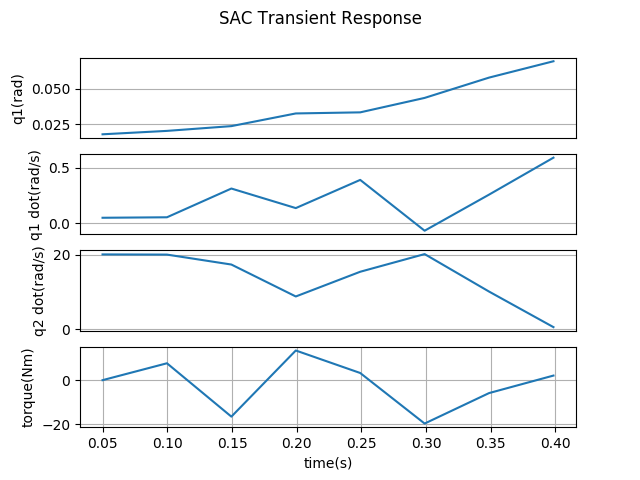 SAC Transient Response
q1(rad)
0.050
0.025
q1 dot(rad/s)
0.5
0.0
q2 dot(rad/s)
20
0
torque(Nm)
0
−20
0.05 0.10 0.15 0.20 0.25 0.30 0.35 0.40
time(s)